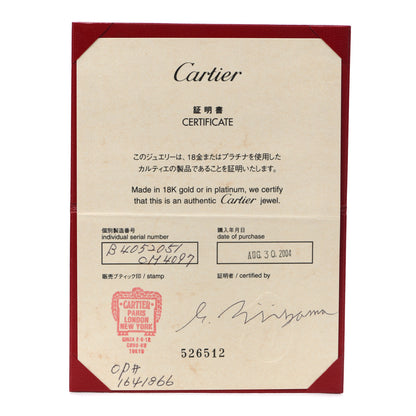 Cartier
証明書
CERTIFICATE
このジュエリーは、18金またはプラチナを使用した
カルティエの製品であることを証明いたします。
Made in 18K gold or in platinum, we certify
that this is an authentic Cartier jewel.
個別製造番号
individual serial number
購入年月日
date of purchase
B4052051
OH4097
AUG. 30. 2004
販売ブティック印 / stamp
証明者 / certified by
CARTIER
PARIS
LONDON
NEW YORK
TOKYO
526512
OP#
1641866